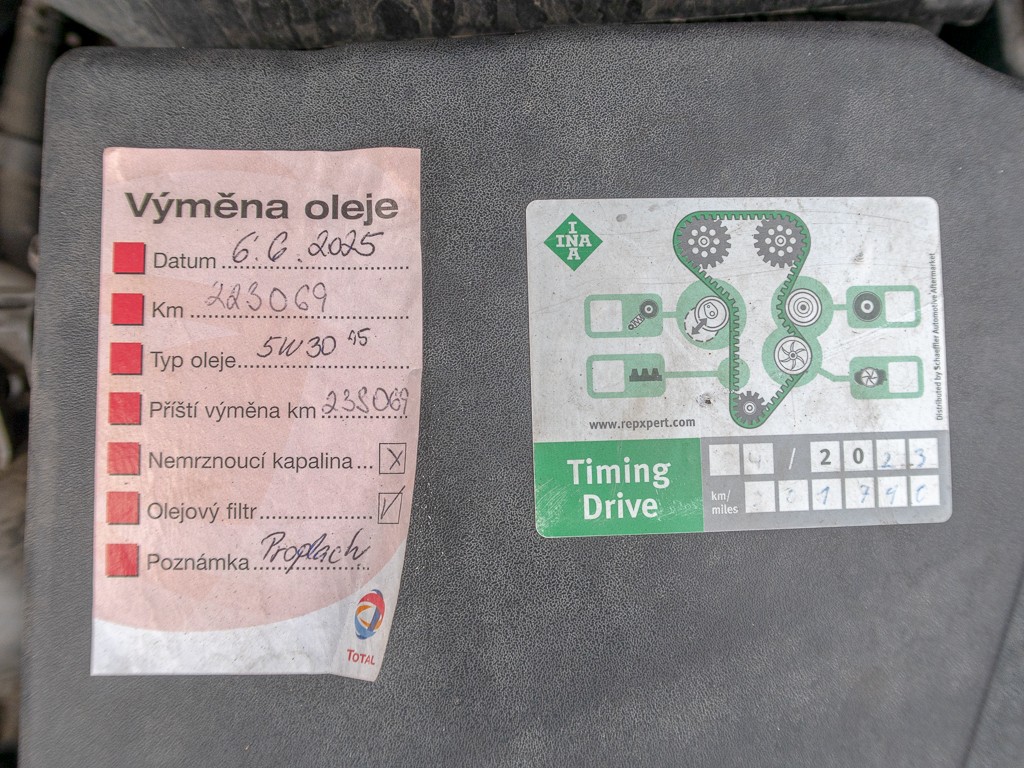 Výměna oleje
Datum 6.6.2025
Km 223069
Typ oleje 5W30
Příští výměna km 238069
Nemrznoucí kapalina... X
Olejový filtr
Poznámka Proplach
TOTAL
INA
INA
www.repxpert.com
Distributed by Schaeffler Automotive Aftermarket
Timing
Drive
4 / 2023
km/
miles